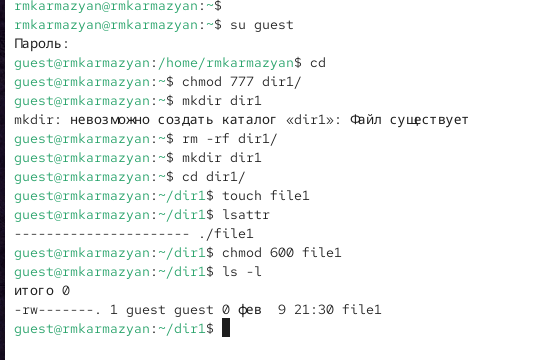 rmkarmazyan@rmkarmazyan:~$
rmkarmazyan@rmkarmazyan:~$ su guest
Пароль:
guest@rmkarmazyan:/home/rmkarmazyan$ cd
guest@rmkarmazyan:~$ chmod 777 dir1/
guest@rmkarmazyan:~$ mkdir dir1
mkdir: невозможно создать каталог «dir1»: Файл существует
guest@rmkarmazyan:~$ rm -rf dir1/
guest@rmkarmazyan:~$ mkdir dir1
guest@rmkarmazyan:~$ cd dir1/
guest@rmkarmazyan:~/dir1$ touch file1
guest@rmkarmazyan:~/dir1$ lsattr
---------------------- ./file1
guest@rmkarmazyan:~/dir1$ chmod 600 file1
guest@rmkarmazyan:~/dir1$ ls -l
итого 0
-rw-------. 1 guest guest 0 фев  9 21:30 file1
guest@rmkarmazyan:~/dir1$